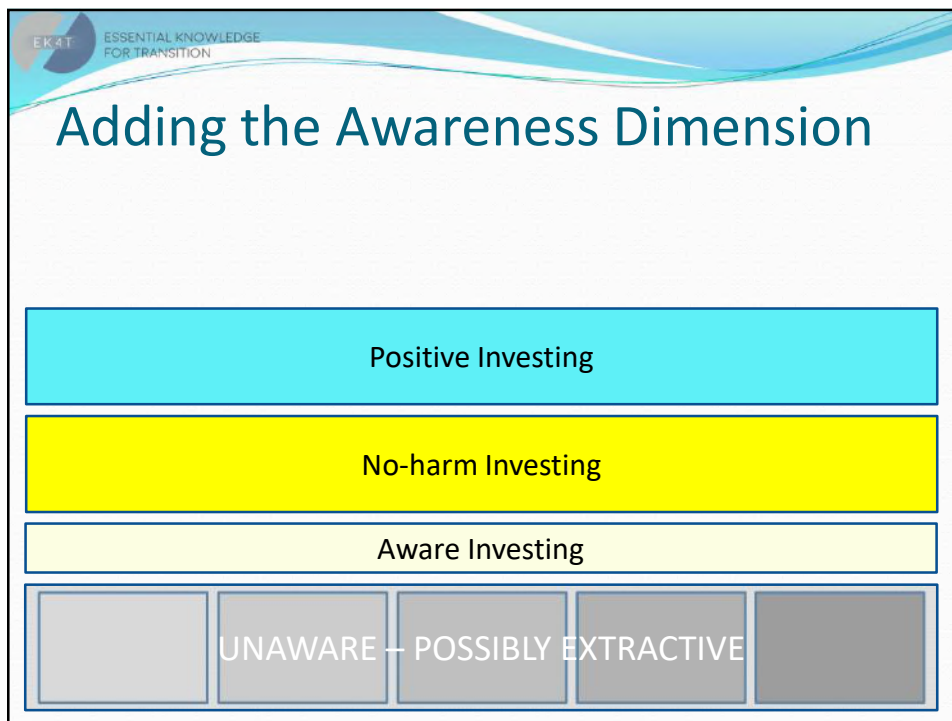 EK4T
ESSENTIAL KNOWLEDGE
FOR TRANSITION
Adding the Awareness Dimension
Positive Investing
No-harm Investing
Aware Investing
UNAWARE – POSSIBLY EXTRACTIVE